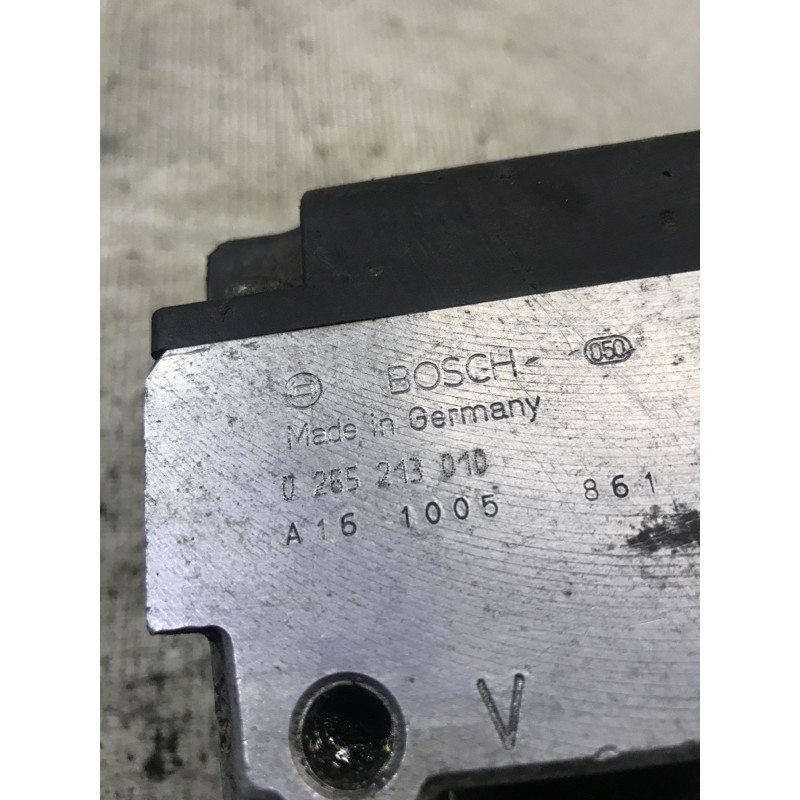 BOSCH 050
Made in Germany
0 265 213 010
A16 1005 861
V